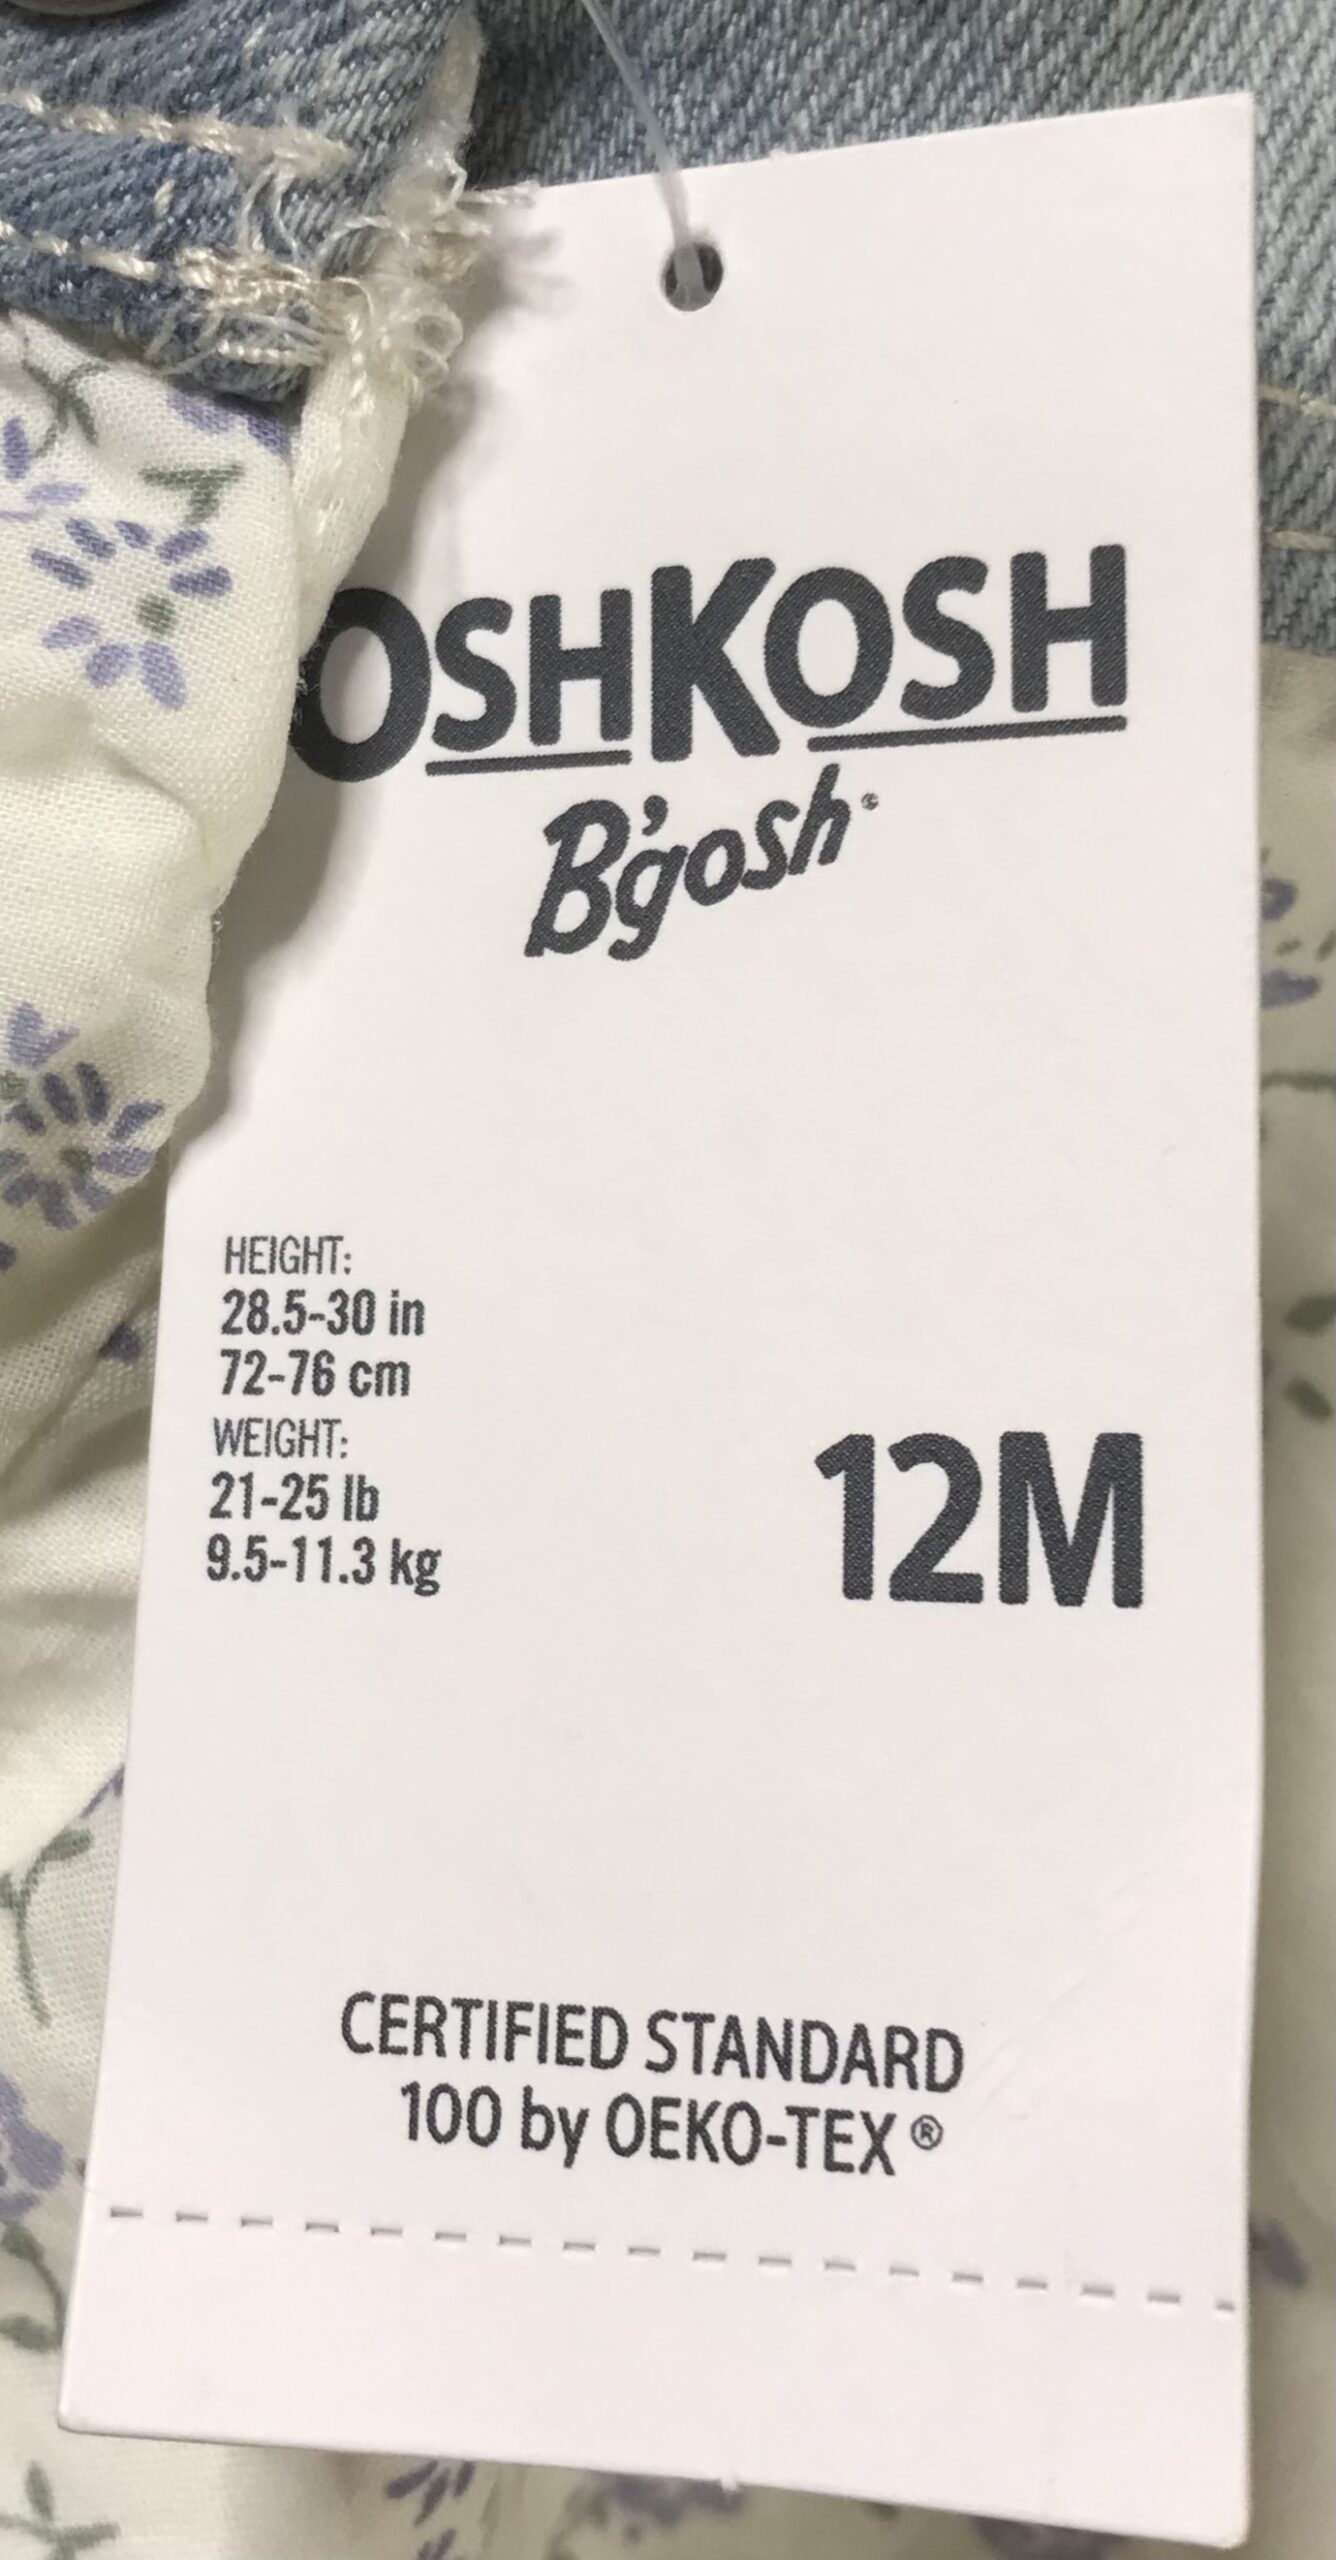 OSHKOSH
B'gosh
HEIGHT:
28.5-30 in
72-76 cm
WEIGHT:
21-25 lb
9.5-11.3 kg
12M
CERTIFIED STANDARD
100 by OEKO-TEX®